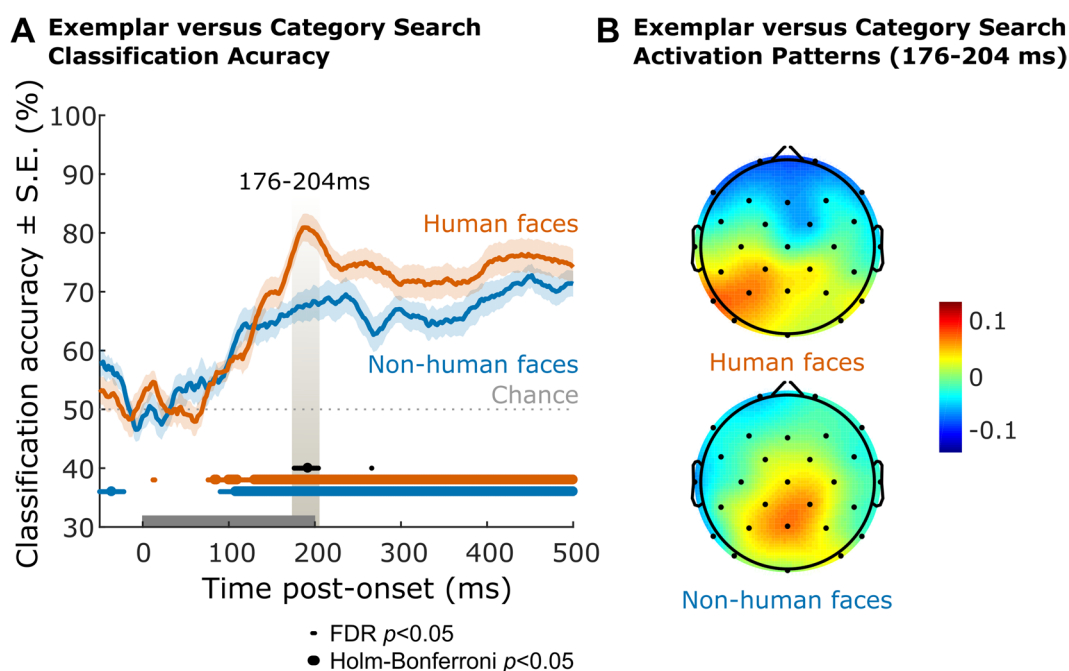 A Exemplar versus Category Search
Classification Acuracy
Classification accuracy ± S.E. (%)
100
90
80
70
60
50
40
30
176-204ms
Human faces
Non-human faces
Chance
0
100
200
300
400
500
Time post-onset (ms)
FDR p<0.05
Holm-Bonferroni p<0.05
B Exemplar versus Category Search
Activation Patterns (176-204 ms)
Human faces
0.1
0
-0.1
Non-human faces